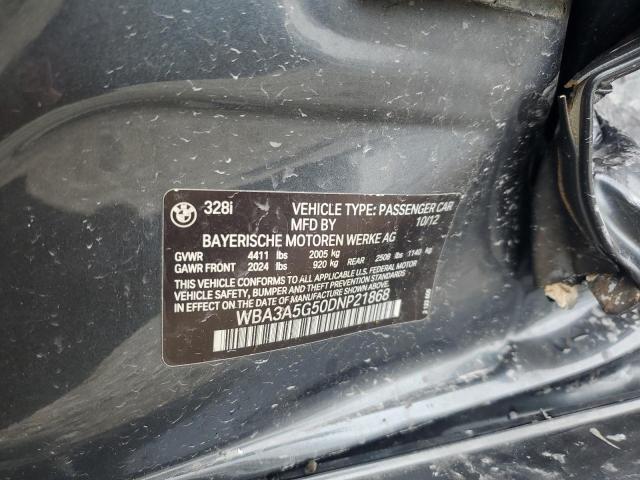 328i VEHICLE TYPE: PASSENGER CAR
MFD BY 10/12
BAYERISCHE MOTOREN WERKE AG
GVWR 4411 lbs 2005 kg
GAWR FRONT 2024 lbs 920 kg REAR 2508 lbs 1140 kg
THIS VEHICLE CONFORMS TO ALL APPLICABLE U.S. FEDERAL MOTOR
VEHICLE SAFETY, BUMPER, AND THEFT PREVENTION STANDARDS
IN EFFECT ON THE DATE OF MANUFACTURE SHOWN ABOVE.
WBA3A5G50DNP21868